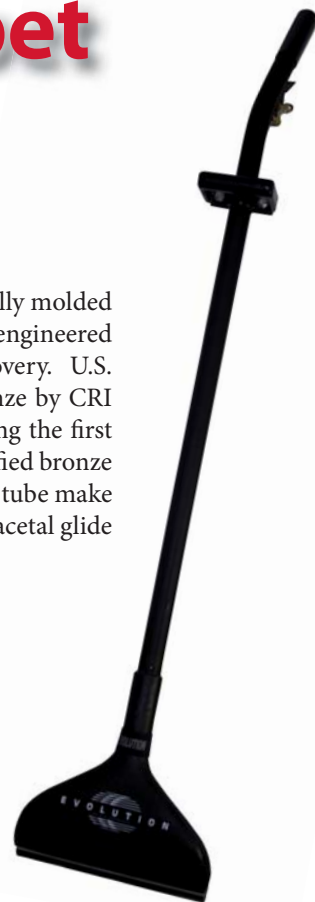 pet
lly molded
engineered
overy. U.S.
nze by CRI
ng the first
fied bronze
tube make
acetal glide
EVOLUTION